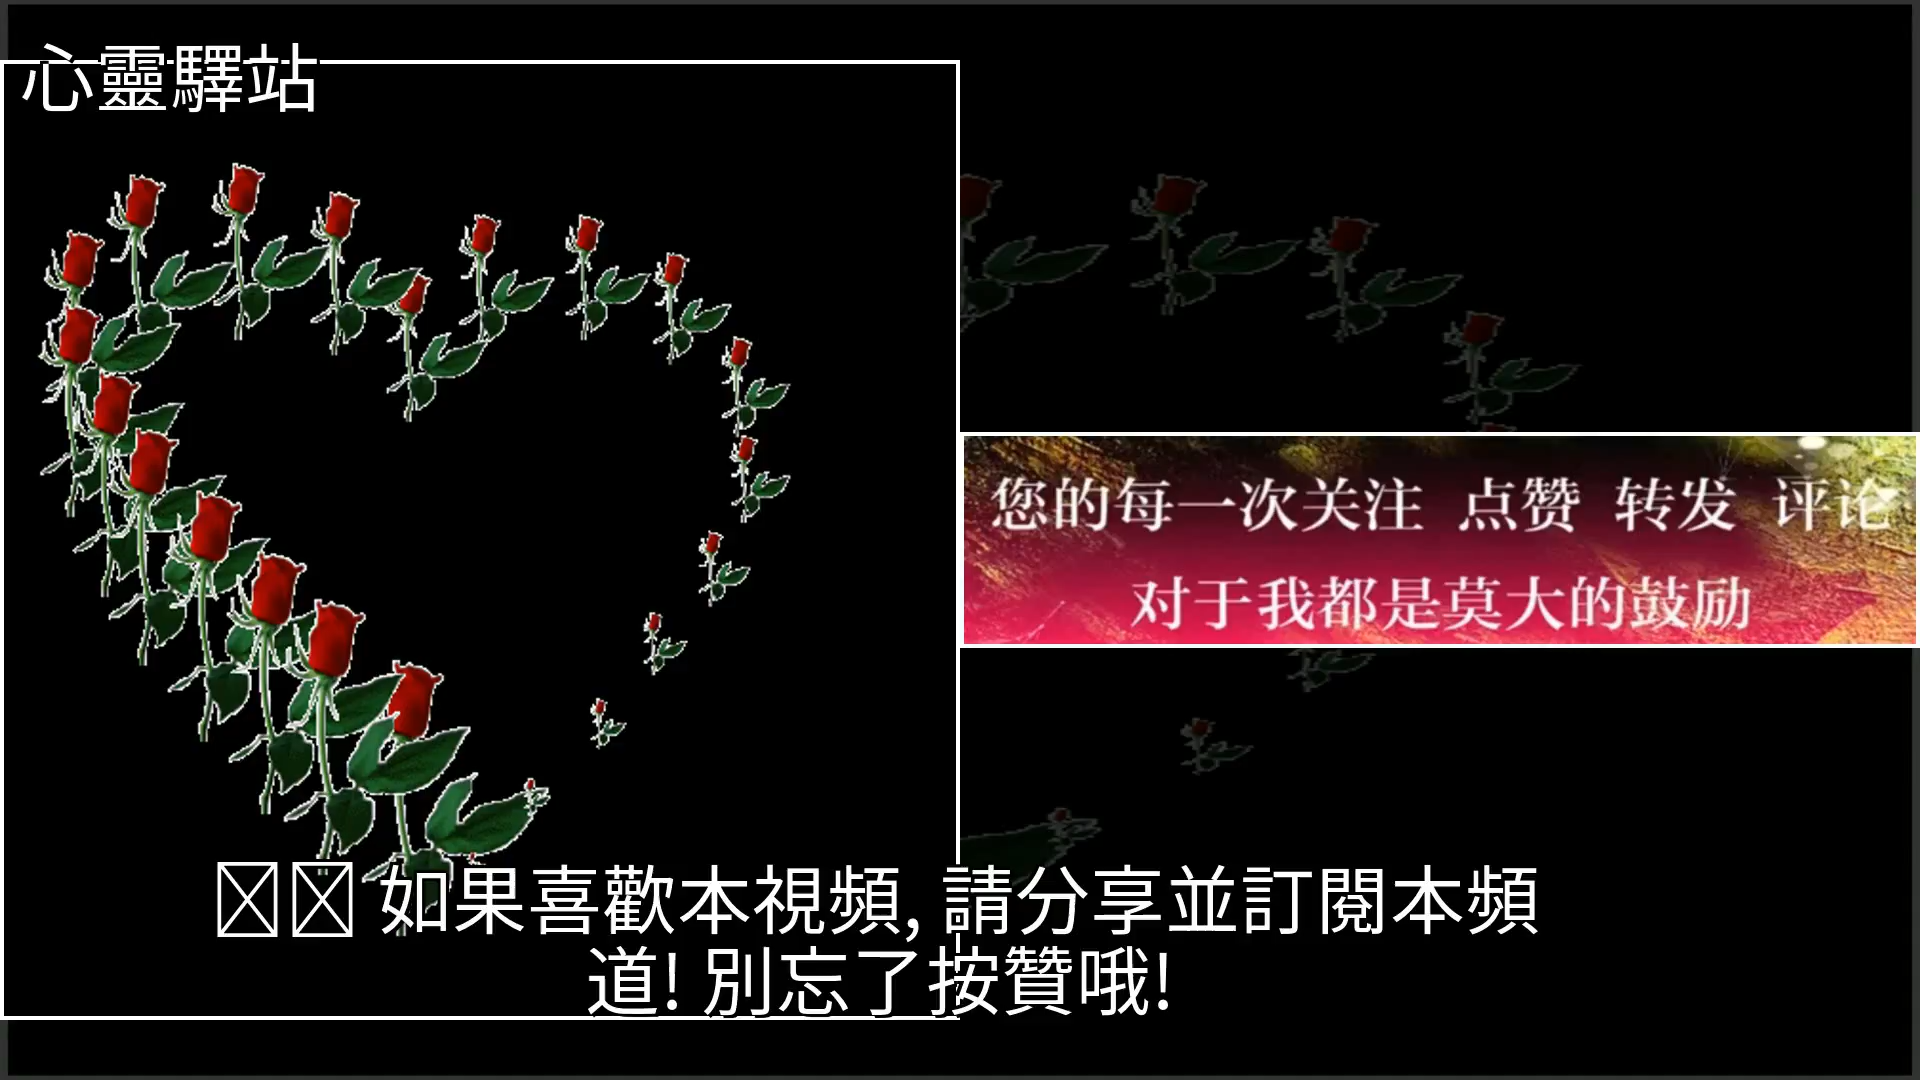 心靈驛站
您的每一次关注 点赞 转发 评论
对于我都是莫大的鼓励
如果喜歡本視頻, 請分享並訂閱本頻
道! 別忘了按贊哦!